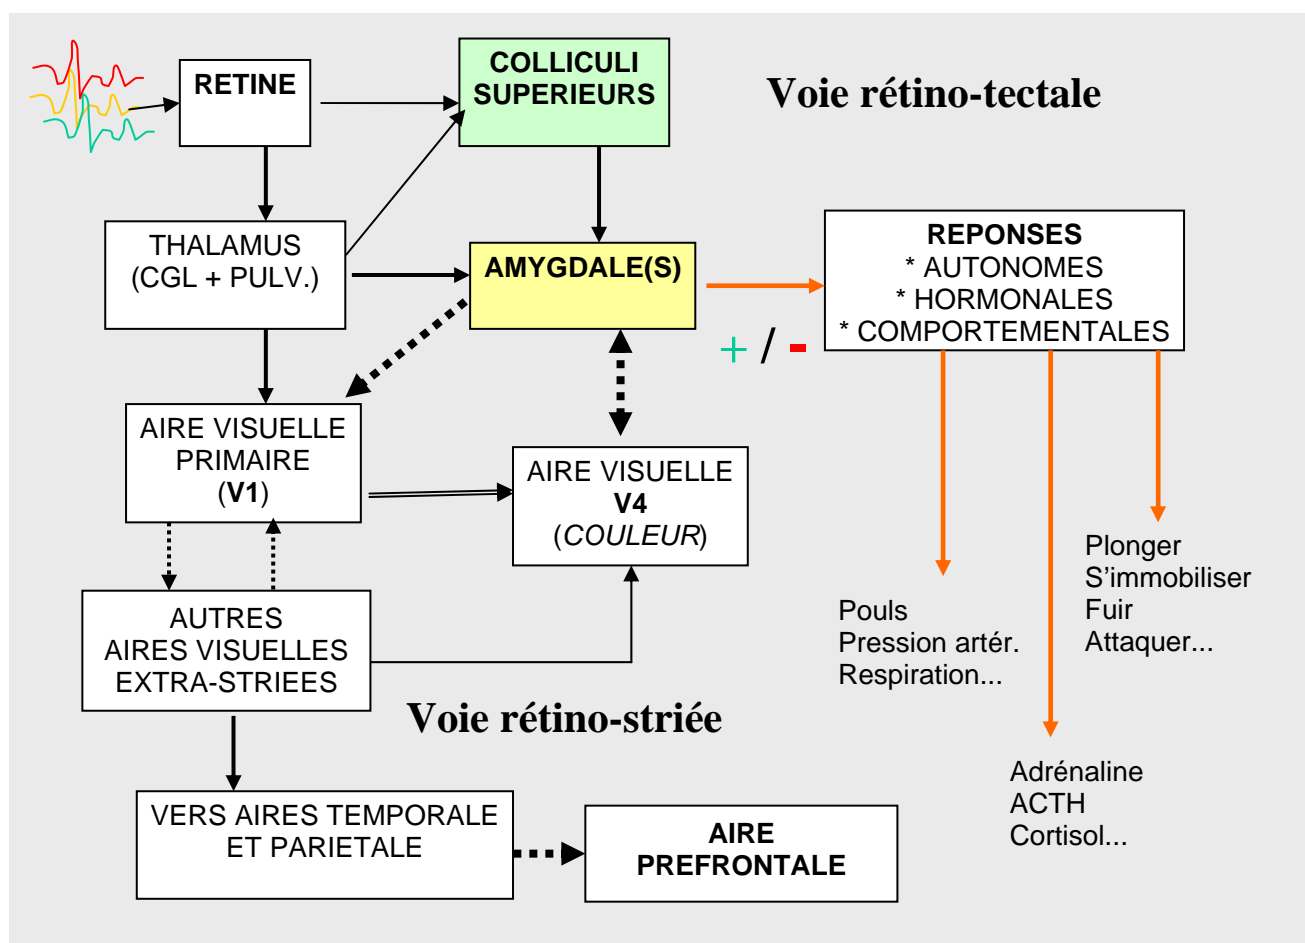 RETINE
COLLICULI
SUPERIEURS
Voie rétino-tectale
THALAMUS
(CGL + PULV.)
AMYGDALE(S)
REPONSES
* AUTONOMES
* HORMONALES
* COMPORTEMENTALES
+ / -
AIRE VISUELLE
PRIMAIRE
(V1)
AIRE VISUELLE
V4
(COULEUR)
Plonger
S'immobiliser
Fuir
Attaquer...
Pouls
Pression artér.
Respiration...
AUTRES
AIRES VISUELLES
EXTRA-STRIEES
Voie rétino-striée
Adrénaline
ACTH
Cortisol...
VERS AIRES TEMPORALE
ET PARIETALE
AIRE
PREFRONTALE